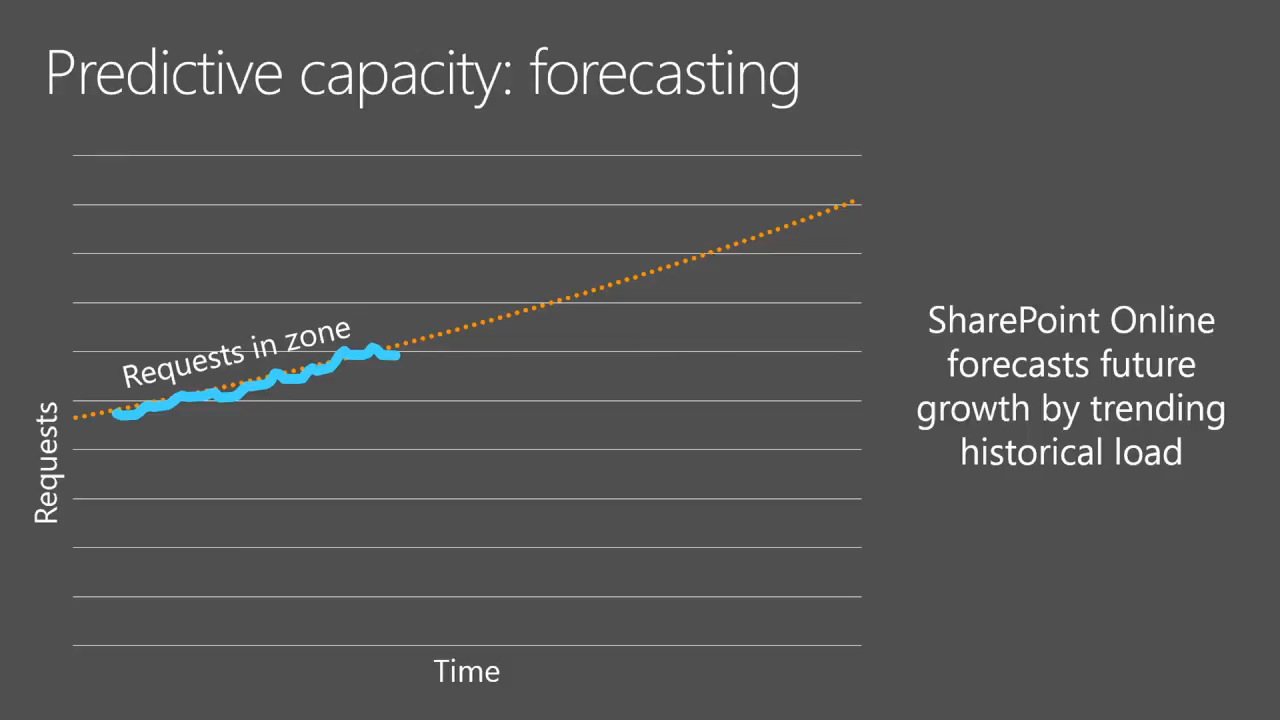 Predictive capacity: forecasting
Requests in zone
Requests
Time
SharePoint Online
forecasts future
growth by trending
historical load